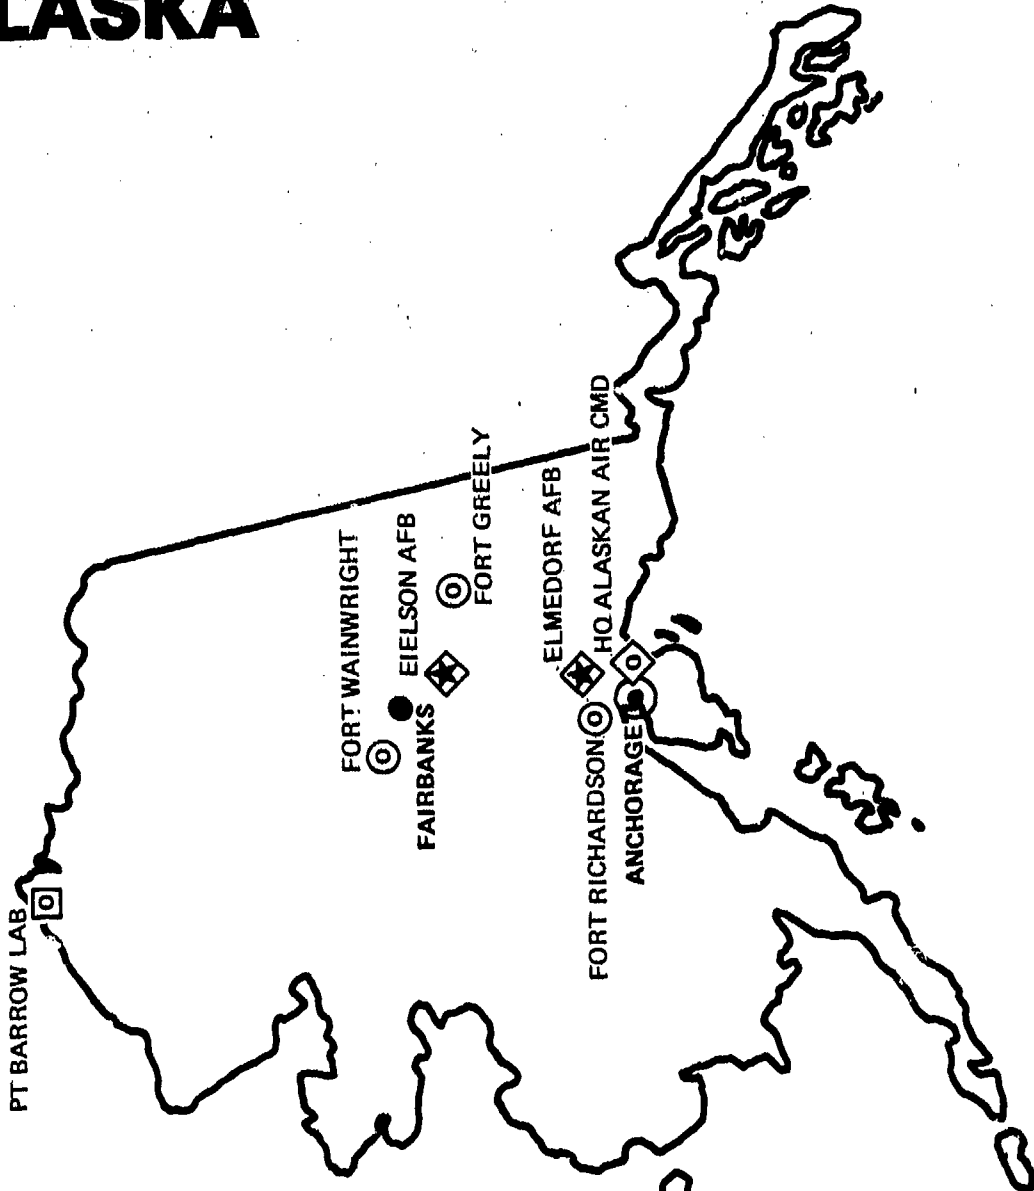 LASKA
PT BARROW LAB
FORT WAINWRIGHT
EIELSON AFB
FAIRBANKS
FORT GREELY
ELMEDORF AFB
HQ ALASKAN AIR CMD
FORT RICHARDSON
ANCHORAGE